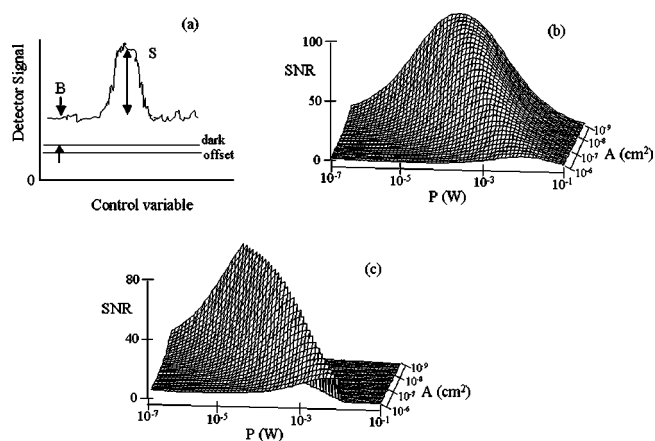 (a)
S
B
dark
offset
0
Detector Signal
Control variable
(b)
100
SNR
50
0
10-7
10-5
10-3
10-1
P (W)
10-9
10-8
10-7
10-6
A (cm2)
(c)
80
SNR
40
0
10-7
10-5
10-3
10-1
P (W)
10-9
10-8
10-7
10-6
A (cm2)